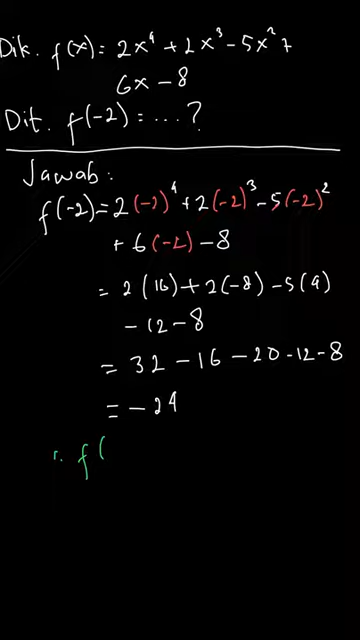 Dik. f(x) = 2x⁴ + 2x³ - 5x² +
6x - 8
Dit. f(-2) = .... ?
Jawab:
f(-2) = 2(-2)⁴ + 2(-2)³ - 5(-2)²
+ 6(-2) - 8
= 2(16) + 2(-8) - 5(4)
- 12 - 8
= 32 - 16 - 20 - 12 - 8
= - 24
∴ f(